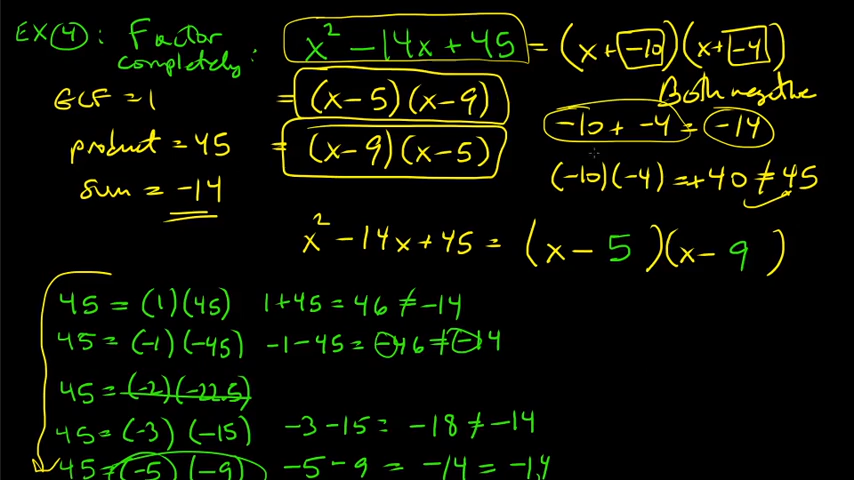 EX(4): Factor completely:
x² -14x+45 = (x+ -10)(x+ -4)
Both negative
GCF = 1
= (x-5)(x-9)
-10 + -4 = -14
product = 45
= (x-9)(x-5)
(-10)(-4) = +40 ≠ 45
sum = -14
x² -14x+45 = (x- 5)(x- 9)
45 = (1)(45) 1+45 = 46 ≠ -14
45 = (-1)(-45) -1-45 = -46 ≠ -14
45 = (-2)(-22.5)
45 = (-3)(-15) -3-15 = -18 ≠ -14
45 = (-5)(-9) -5-9 = -14 = -14